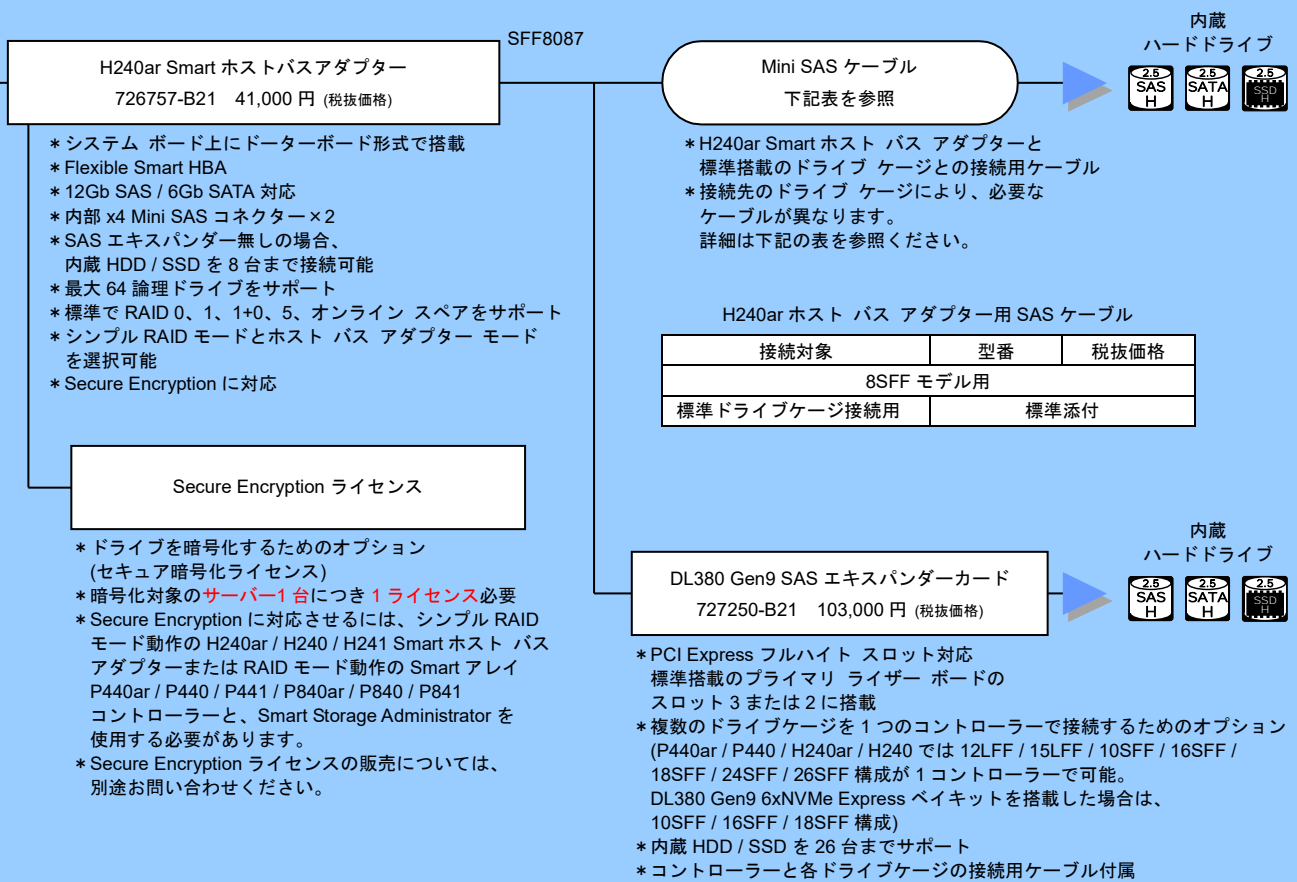 SFF8087
H240ar Smart ホストバスアダプター
726757-B21 41,000 円 (税抜価格)
*システム ボード上にドーターボード形式で搭載
*Flexible Smart HBA
*12Gb SAS / 6Gb SATA 対応
*内部 x4 Mini SAS コネクター×2
*SAS エキスパンダー無しの場合、
内蔵 HDD / SSD を 8 台まで接続可能
*最大 64 論理ドライブをサポート
*標準で RAID 0、1、1+0、5、オンライン スペアをサポート
*シンプル RAID モードとホスト バス アダプター モード
を選択可能
*Secure Encryption に対応
Secure Encryption ライセンス
*ドライブを暗号化するためのオプション
(セキュア暗号化ライセンス)
*暗号化対象のサーバー1 台につき 1 ライセンス必要
*Secure Encryption に対応させるには、シンプル RAID
モード動作の H240ar / H240 / H241 Smart ホスト バス
アダプターまたは RAID モード動作の Smart アレイ
P440ar / P440 / P441 / P840ar / P840 / P841
コントローラーと、Smart Storage Administrator を
使用する必要があります。
*Secure Encryption ライセンスの販売については、
別途お問い合わせください。
Mini SAS ケーブル
下記表を参照
内蔵
ハードドライブ
2.5 SAS H
2.5 SATA H
2.5 SSD H
*H240ar Smart ホスト バス アダプターと
標準搭載のドライブ ケージとの接続用ケーブル
*接続先のドライブ ケージにより、必要な
ケーブルが異なります。
詳細は下記の表を参照ください。
H240ar ホスト バス アダプター用 SAS ケーブル
接続対象 型番 税抜価格
8SFF モデル用
標準ドライブケージ接続用 標準添付
DL380 Gen9 SAS エキスパンダーカード
727250-B21 103,000 円 (税抜価格)
内蔵
ハードドライブ
2.5 SAS H
2.5 SATA H
2.5 SSD H
*PCI Express フルハイト スロット対応
標準搭載のプライマリ ライザー ボードの
スロット 3 または 2 に搭載
*複数のドライブケージを 1 つのコントローラーで接続するためのオプション
(P440ar / P440 / H240ar / H240 では 12LFF / 15LFF / 10SFF / 16SFF /
18SFF / 24SFF / 26SFF 構成が 1 コントローラーで可能。
DL380 Gen9 6xNVMe Express ベイキットを搭載した場合は、
10SFF / 16SFF / 18SFF 構成)
*内蔵 HDD / SSD を 26 台までサポート
*コントローラーと各ドライブケージの接続用ケーブル付属